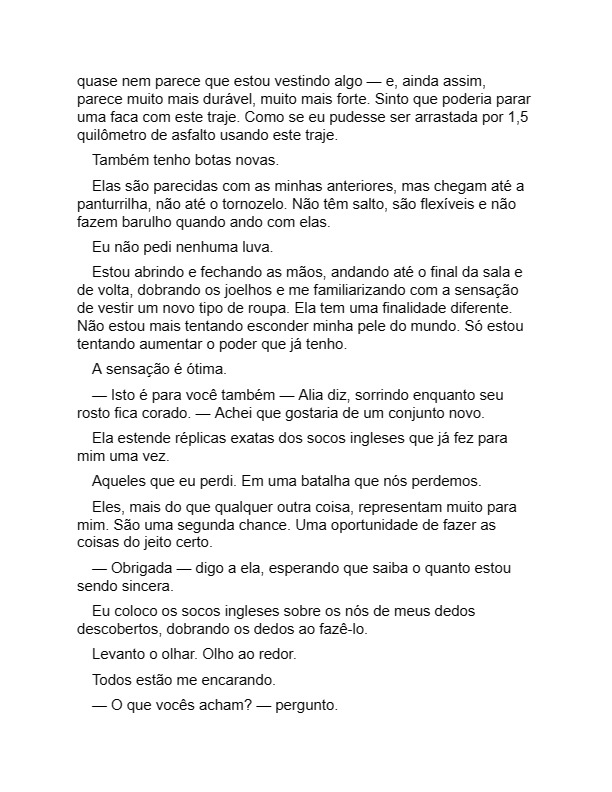 quase nem parece que estou vestindo algo — e, ainda assim,
parece muito mais durável, muito mais forte. Sinto que poderia parar
uma faca com este traje. Como se eu pudesse ser arrastada por 1,5
quilômetro de asfalto usando este traje.
Também tenho botas novas.
Elas são parecidas com as minhas anteriores, mas chegam até a
panturrilha, não até o tornozelo. Não têm salto, são flexíveis e não
fazem barulho quando ando com elas.
Eu não pedi nenhuma luva.
Estou abrindo e fechando as mãos, andando até o final da sala e
de volta, dobrando os joelhos e me familiarizando com a sensação
de vestir um novo tipo de roupa. Ela tem uma finalidade diferente.
Não estou mais tentando esconder minha pele do mundo. Só estou
tentando aumentar o poder que já tenho.
A sensação é ótima.
— Isto é para você também — Alia diz, sorrindo enquanto seu
rosto fica corado. — Achei que gostaria de um conjunto novo.
Ela estende réplicas exatas dos socos ingleses que já fez para
mim uma vez.
Aqueles que eu perdi. Em uma batalha que nós perdemos.
Eles, mais do que qualquer outra coisa, representam muito para
mim. São uma segunda chance. Uma oportunidade de fazer as
coisas do jeito certo.
— Obrigada — digo a ela, esperando que saiba o quanto estou
sendo sincera.
Eu coloco os socos ingleses sobre os nós de meus dedos
descobertos, dobrando os dedos ao fazê-lo.
Levanto o olhar. Olho ao redor.
Todos estão me encarando.
— O que vocês acham? — pergunto.